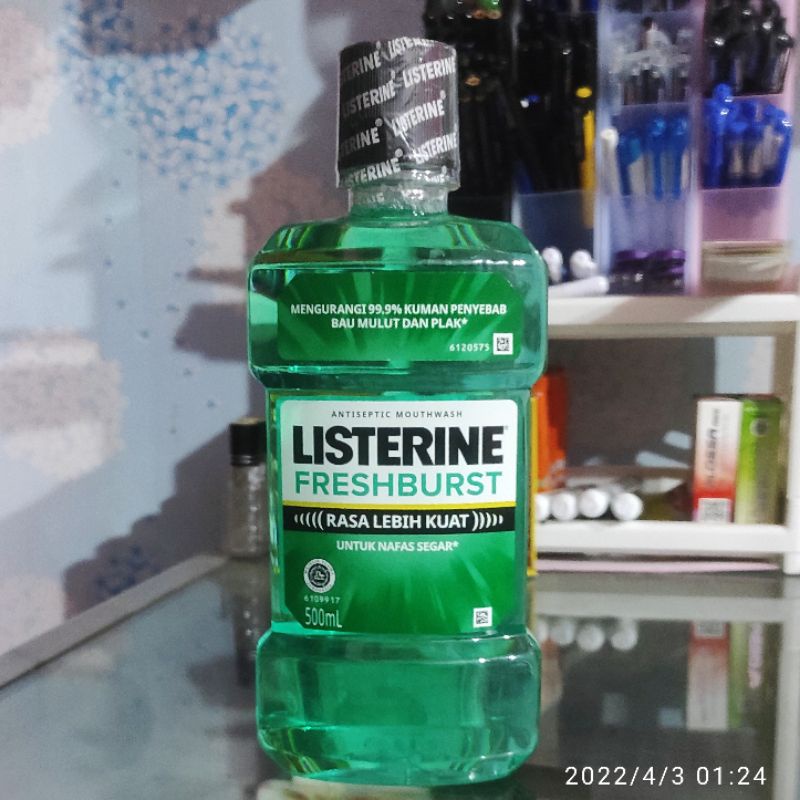 LISTERINE
LISTERINE® LISTERINE
LISTERINE®
LISTERINE
MENGURANGI 99,9% KUMAN PENYEBAB
BAU MULUT DAN PLAK*
6120575
ANTISEPTIC MOUTHWASH
LISTERINE®
FRESHBURST
RASA LEBIH KUAT
UNTUK NAFAS SEGAR*
6109917
500mL
2022/4/3 01:24